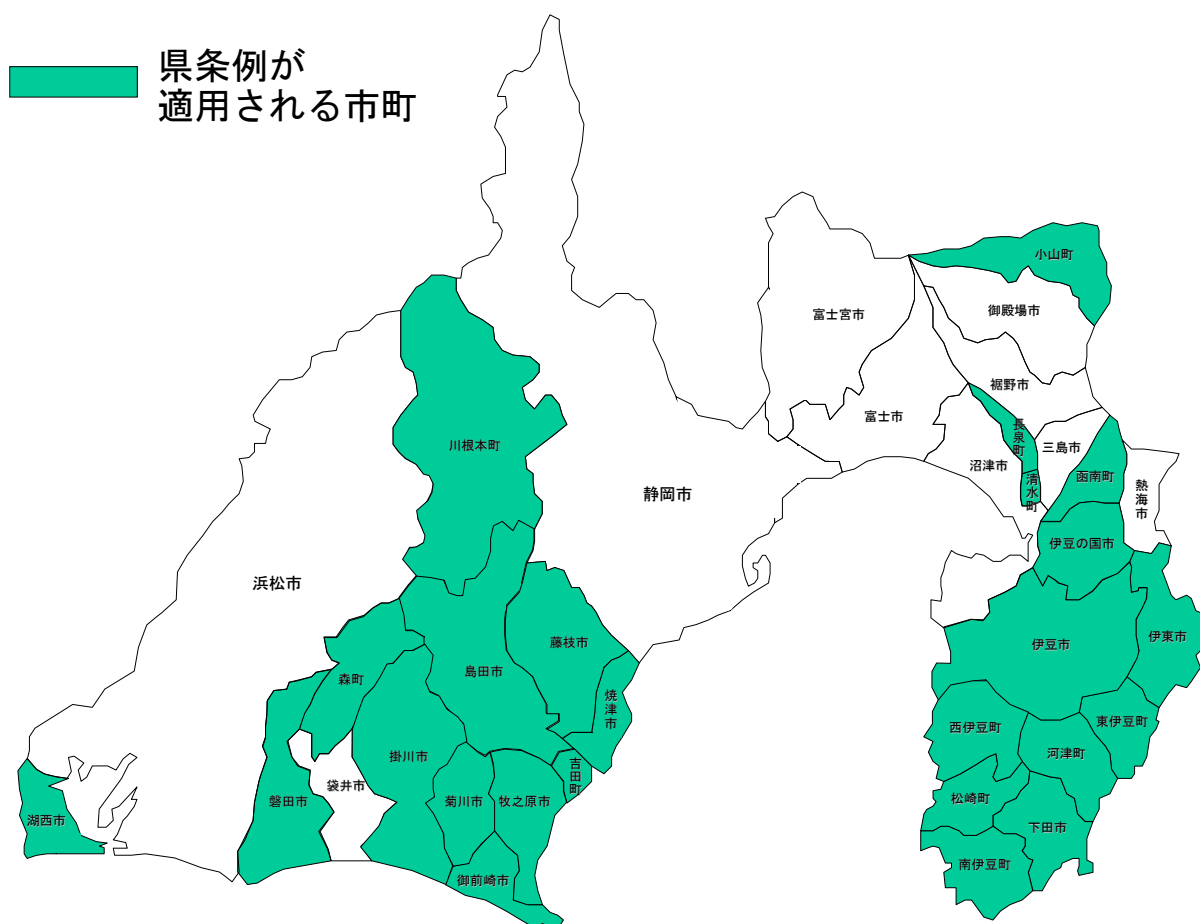 県条例が
適用される市町
小山町
御殿場市
富士宮市
裾野市
富士市
長泉町
三島市
沼津市
函南町
清水町
熱海市
川根本町
静岡市
伊豆の国市
浜松市
藤枝市
伊豆市
伊東市
島田市
森町
焼津市
西伊豆町
東伊豆町
河津町
掛川市
吉田町
袋井市
磐田市
菊川市
牧之原市
松崎町
湖西市
下田市
南伊豆町
御前崎市